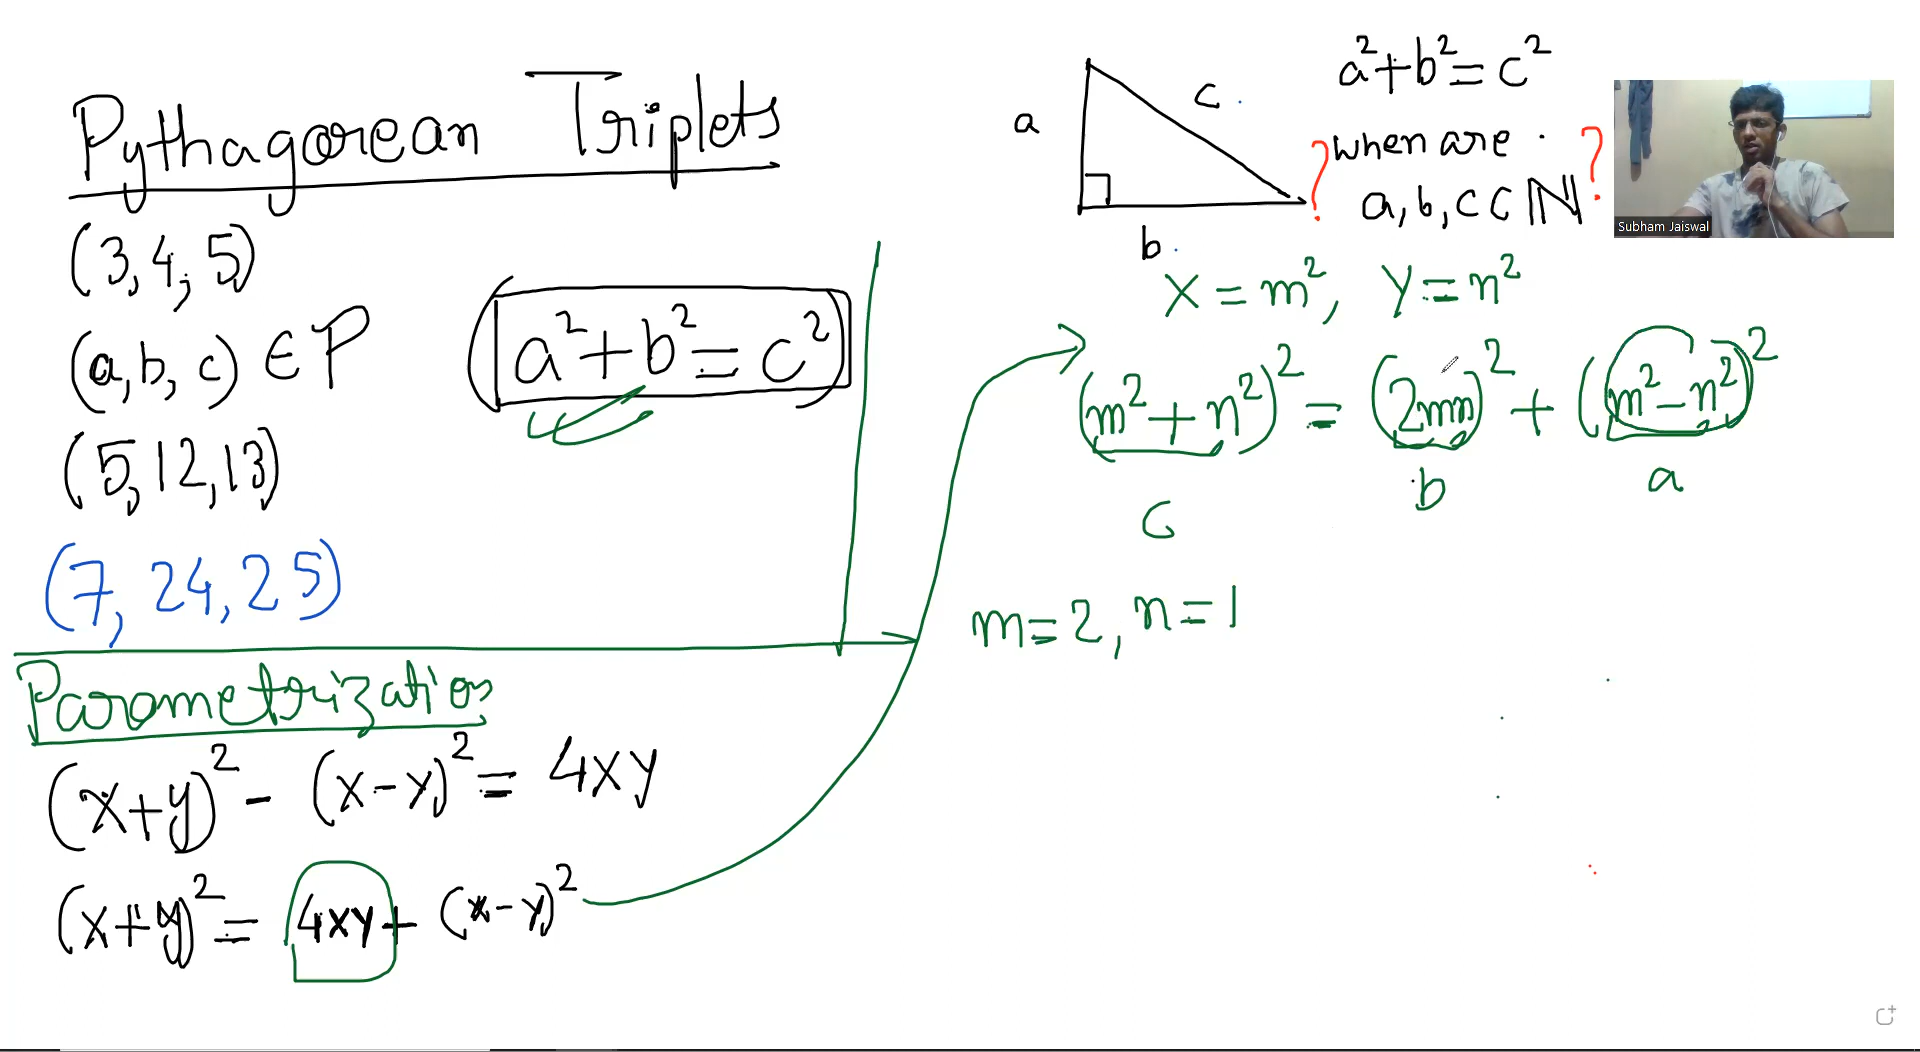 Pythagorean Triplets
(3, 4, 5)
(a, b, c) ∈ P
(a² + b² = c²)
(5, 12, 13)
(7, 24, 25)
Parametrization
(x+y)² - (x-y)² = 4xy
(x+y)² = 4xy + (x-y)²
a
c
b
a² + b² = c²
? when are ?
a, b, c ⊂ ℕ
Subham Jaiswal
x = m², y = n²
(m² + n²)² = (2mn)² + (m² - n²)²
c b a
m = 2, n = 1